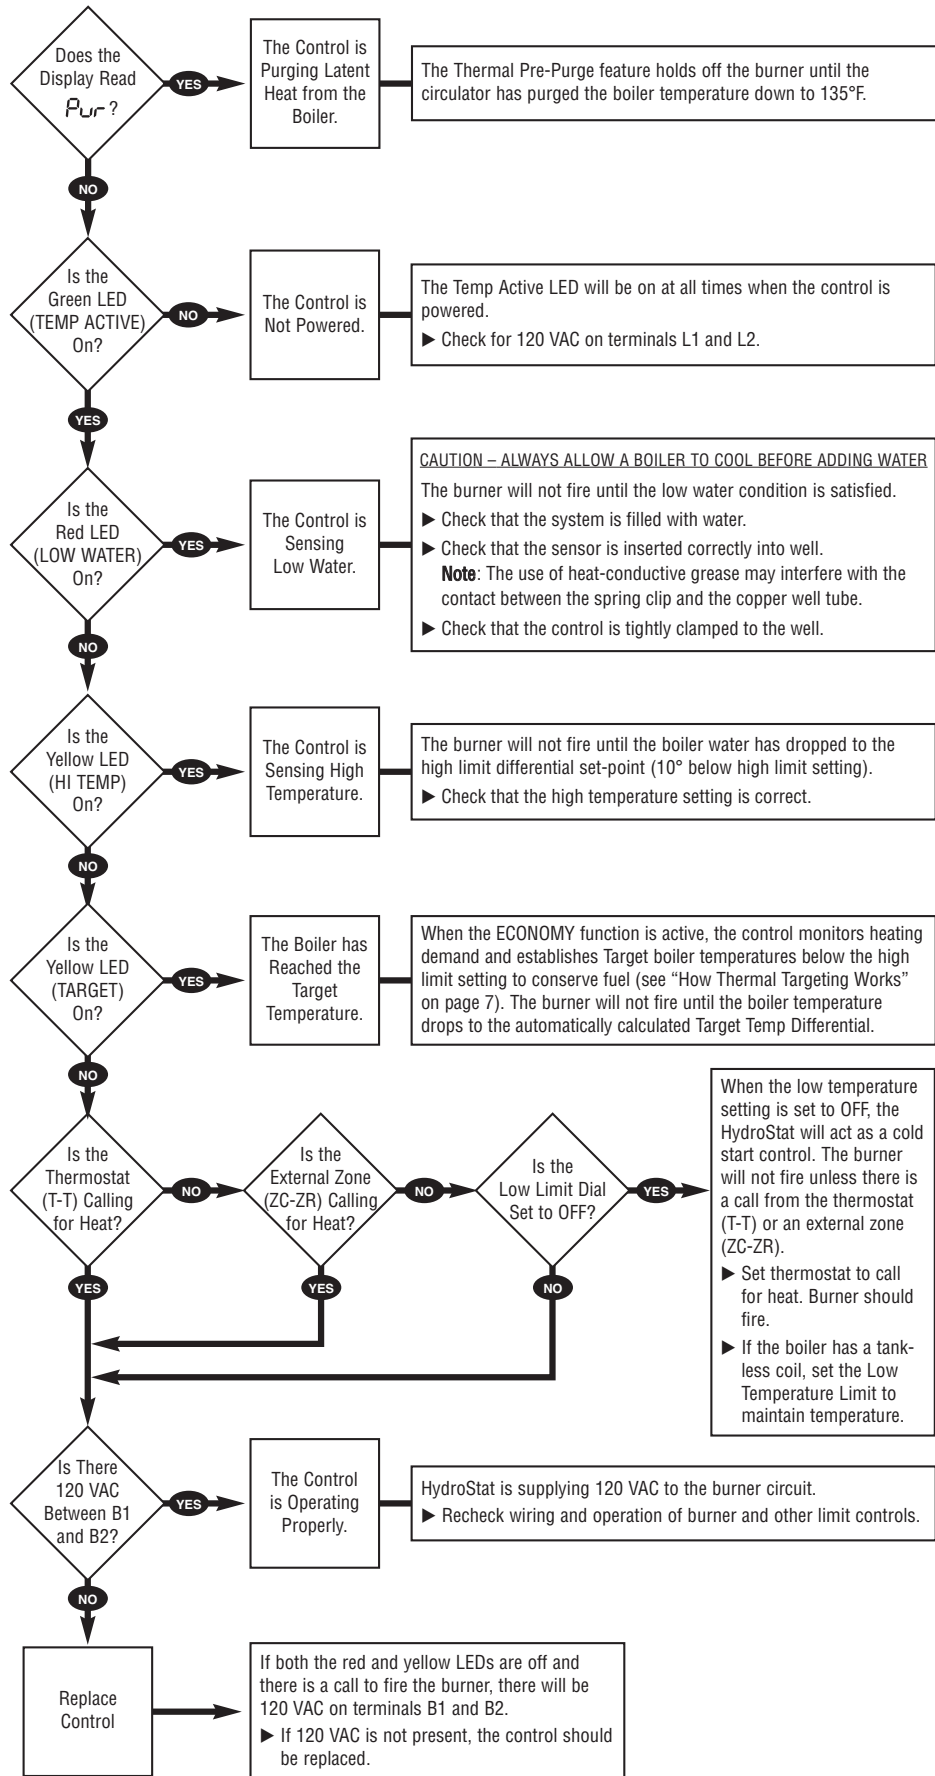 Does the
Display Read
Pur ?
YES
The Control is
Purging Latent
Heat from the
Boiler.
The Thermal Pre-Purge feature holds off the burner until the
circulator has purged the boiler temperature down to 135°F.
NO
Is the
Green LED
(TEMP ACTIVE)
On?
NO
The Control is
Not Powered.
The Temp Active LED will be on at all times when the control is
powered.
▶ Check for 120 VAC on terminals L1 and L2.
YES
Is the
Red LED
(LOW WATER)
On?
YES
The Control is
Sensing
Low Water.
CAUTION – ALWAYS ALLOW A BOILER TO COOL BEFORE ADDING WATER
The burner will not fire until the low water condition is satisfied.
▶ Check that the system is filled with water.
▶ Check that the sensor is inserted correctly into well.
Note: The use of heat-conductive grease may interfere with the
contact between the spring clip and the copper well tube.
▶ Check that the control is tightly clamped to the well.
NO
Is the
Yellow LED
(HI TEMP)
On?
YES
The Control is
Sensing High
Temperature.
The burner will not fire until the boiler water has dropped to the
high limit differential set-point (10° below high limit setting).
▶ Check that the high temperature setting is correct.
NO
Is the
Yellow LED
(TARGET)
On?
YES
The Boiler has
Reached the
Target
Temperature.
When the ECONOMY function is active, the control monitors heating
demand and establishes Target boiler temperatures below the high
limit setting to conserve fuel (see “How Thermal Targeting Works”
on page 7). The burner will not fire until the boiler temperature
drops to the automatically calculated Target Temp Differential.
NO
Is the
Thermostat
(T-T) Calling
for Heat?
NO
Is the
External Zone
(ZC-ZR) Calling
for Heat?
NO
Is the
Low Limit Dial
Set to OFF?
YES
When the low temperature
setting is set to OFF, the
HydroStat will act as a cold
start control. The burner
will not fire unless there is
a call from the thermostat
(T-T) or an external zone
(ZC-ZR).
▶ Set thermostat to call
for heat. Burner should
fire.
▶ If the boiler has a tank-
less coil, set the Low
Temperature Limit to
maintain temperature.
YES
YES
NO
Is There
120 VAC
Between B1
and B2?
YES
The Control
is Operating
Properly.
HydroStat is supplying 120 VAC to the burner circuit.
▶ Recheck wiring and operation of burner and other limit controls.
NO
Replace
Control
If both the red and yellow LEDs are off and
there is a call to fire the burner, there will be
120 VAC on terminals B1 and B2.
▶ If 120 VAC is not present, the control should
be replaced.